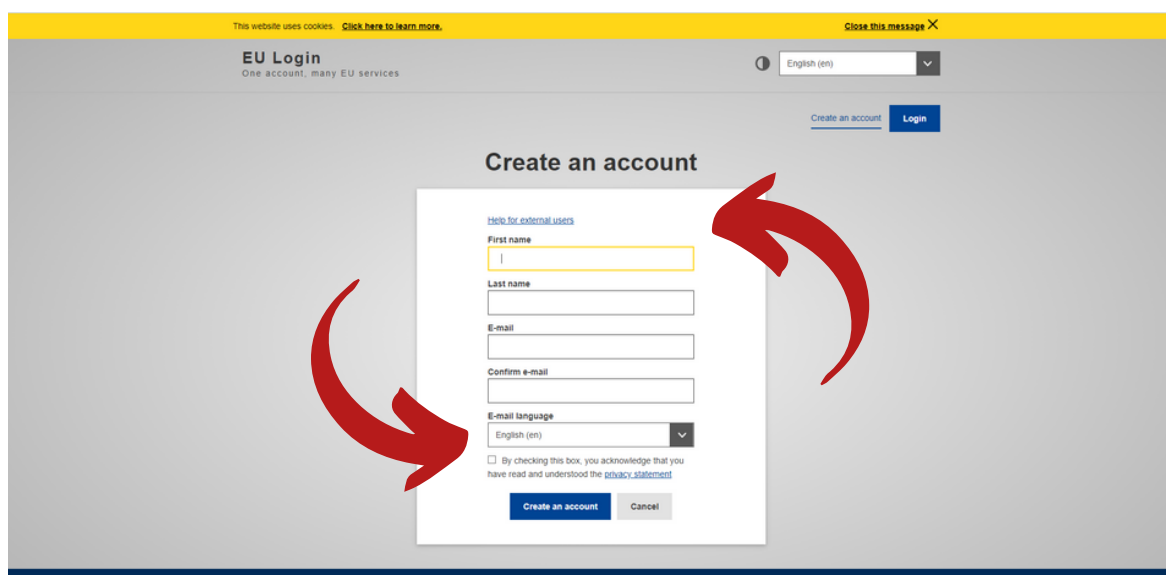 This website uses cookies. Click here to learn more.
Close this message
EU Login
One account, many EU services
English (en)
Create an account
Login
Create an account
Help for external users
First name
Last name
E-mail
Confirm e-mail
E-mail language
English (en)
By checking this box, you acknowledge that you
have read and understood the privacy statement
Create an account
Cancel